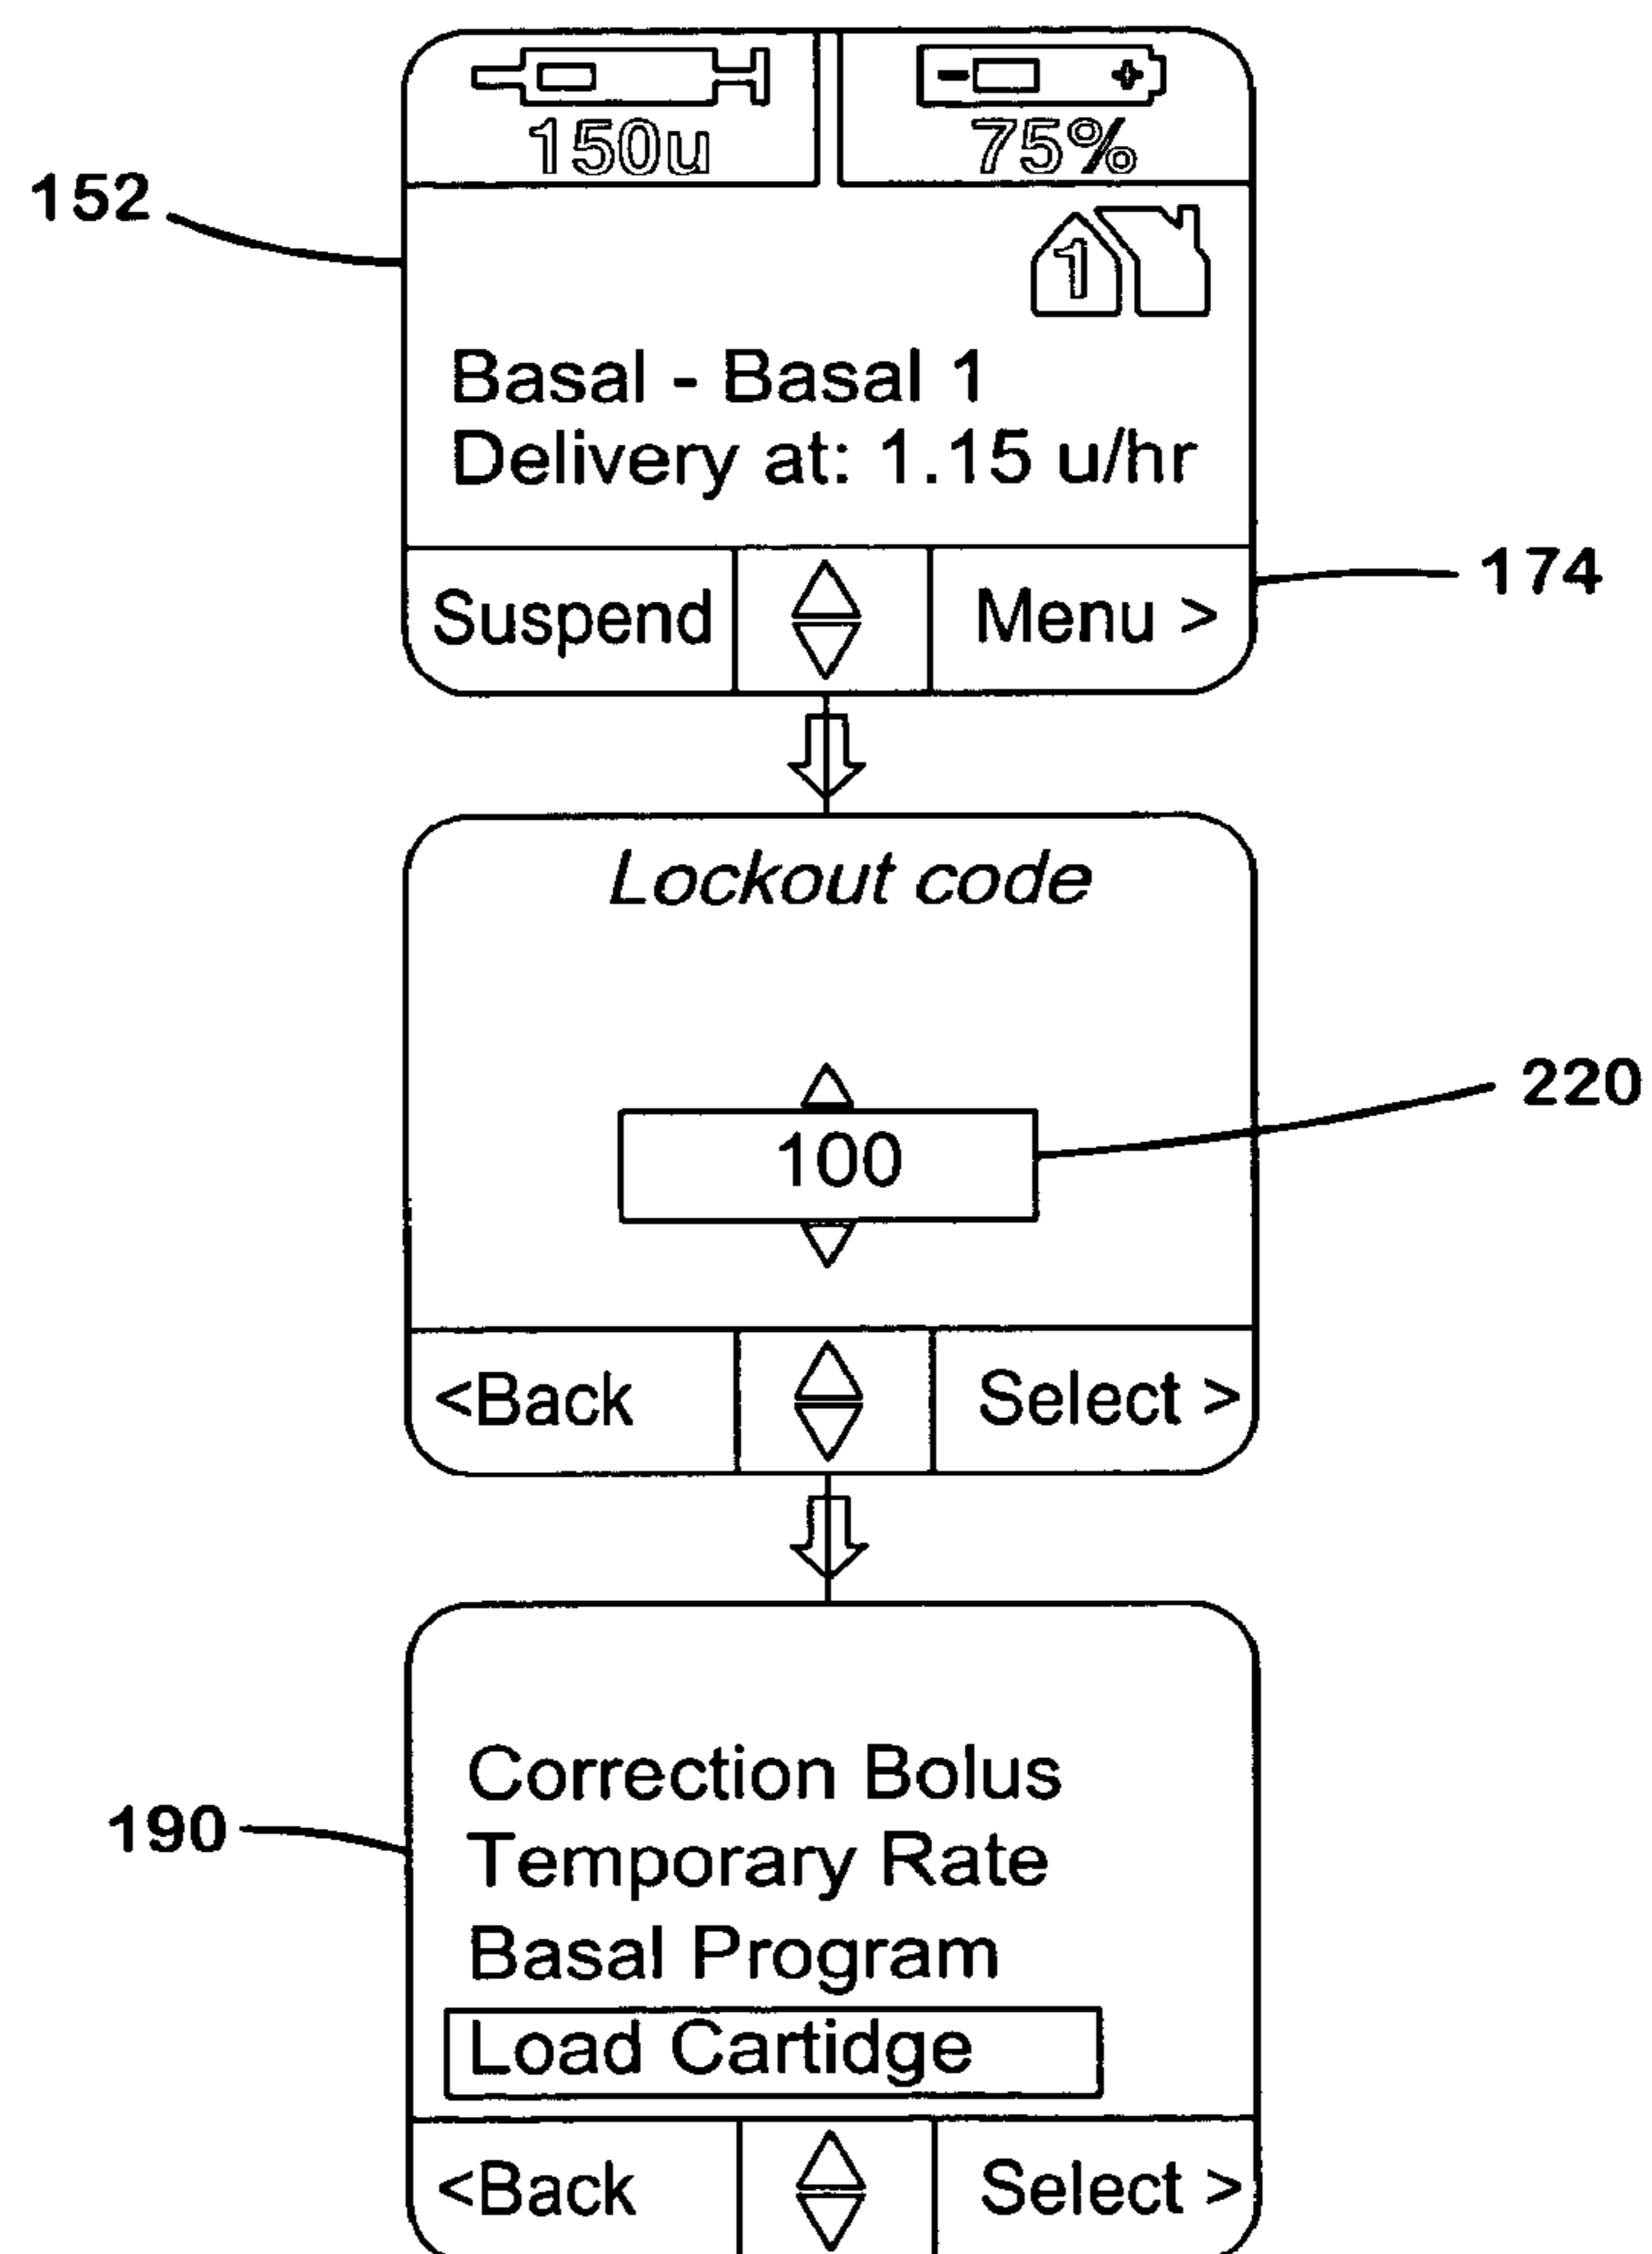 150u 75%
152
1
Basal - Basal 1
Delivery at: 1.15 u/hr
174
Suspend Menu >
Lockout code
220
100
<Back Select >
Correction Bolus
190
Temporary Rate
Basal Program
Load Cartidge
<Back Select >